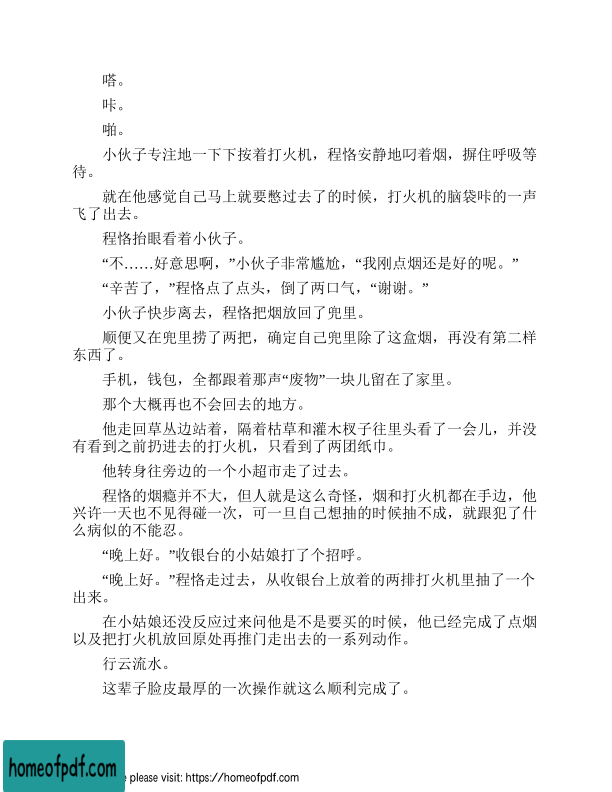 嗒。
咔。
啪。
小伙子专注地一下下按着打火机，程恪安静地叼着烟，摒住呼吸等
待。
就在他感觉自己马上就要憋过去了的时候，打火机的脑袋咔的一声
飞了出去。
程恪抬眼看着小伙子。
“不……好意思啊，”小伙子非常尴尬，“我刚点烟还是好的呢。”
“辛苦了，”程恪点了点头，倒了两口气，“谢谢。”
小伙子快步离去，程恪把烟放回了兜里。
顺便又在兜里捞了两把，确定自己兜里除了这盒烟，再没有第二样
东西了。
手机，钱包，全都跟着那声“废物”一块儿留在了家里。
那个大概再也不会回去的地方。
他走回草丛边站着，隔着枯草和灌木杈子往里头看了一会儿，并没
有看到之前扔进去的打火机，只看到了两团纸巾。
他转身往旁边的一个小超市走了过去。
程恪的烟瘾并不大，但人就是这么奇怪，烟和打火机都在手边，他
兴许一天也不见得碰一次，可一旦自己想抽的时候抽不成，就跟犯了什
么病似的不能忍。
“晚上好。”收银台的小姑娘打了个招呼。
“晚上好。”程恪走过去，从收银台上放着的两排打火机里抽了一个
出来。
在小姑娘还没反应过来问他是不是要买的时候，他已经完成了点烟
以及把打火机放回原处再推门走出去的一系列动作。
行云流水。
这辈子脸皮最厚的一次操作就这么顺利完成了。
homeofpdf.com
e please visit: https://homeofpdf.com